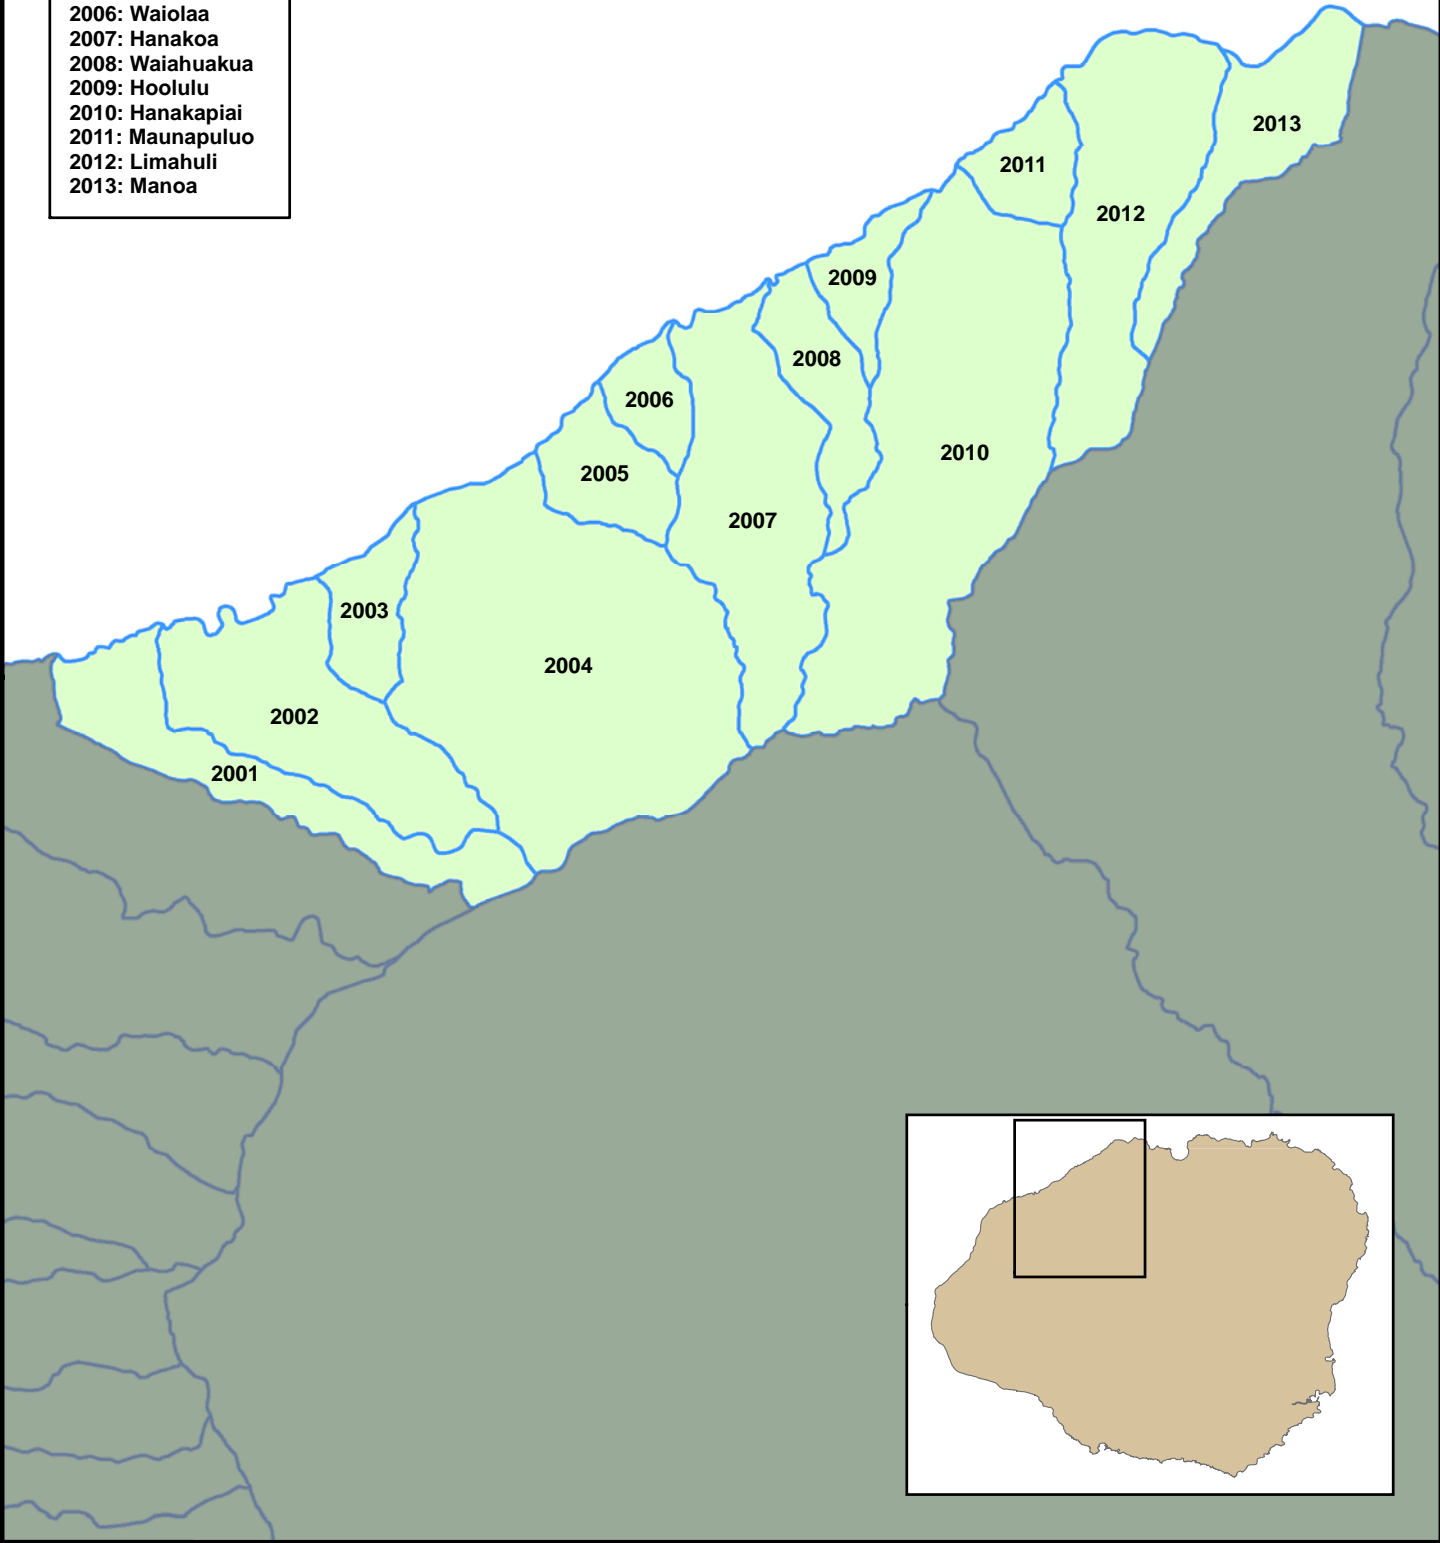 2006: Waiolaa
2007: Hanakoa
2008: Waiahuakua
2009: Hoolulu
2010: Hanakapiai
2011: Maunapuluo
2012: Limahuli
2013: Manoa
2013
2011
2012
2009
2008
2006
2010
2005
2007
2003
2004
2002
2001